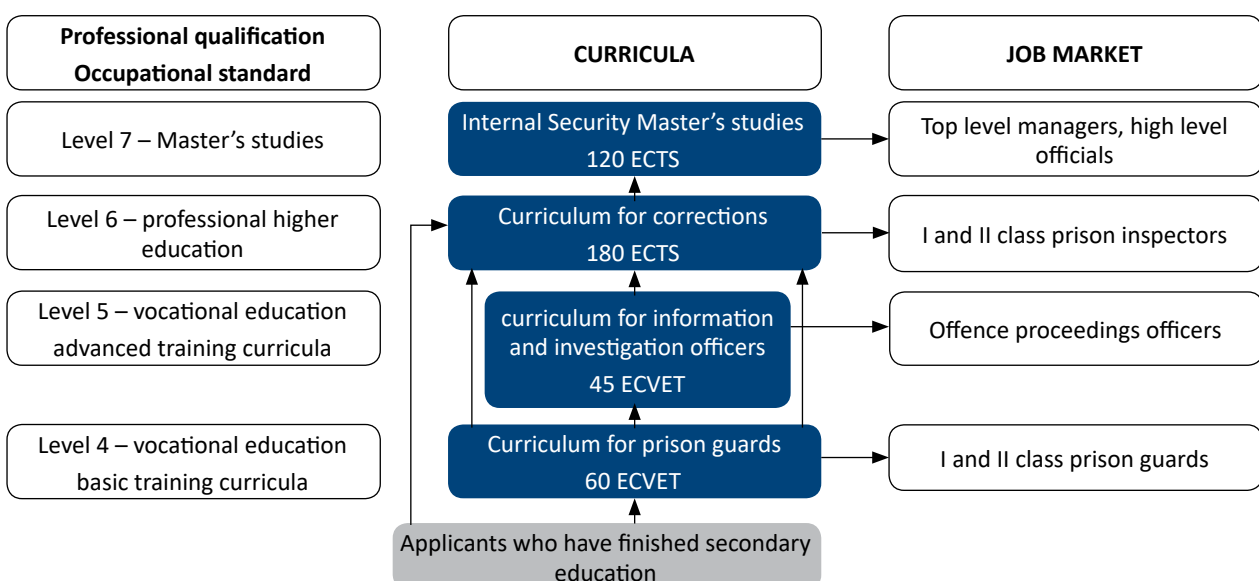 Professional qualification
Occupational standard
CURRICULA
JOB MARKET
Level 7 – Master's studies
Internal Security Master's studies
120 ECTS
Top level managers, high level
officials
Level 6 – professional higher
education
Curriculum for corrections
180 ECTS
I and II class prison inspectors
Level 5 – vocational education
advanced training curricula
curriculum for information
and investigation officers
45 ECVET
Offence proceedings officers
Level 4 – vocational education
basic training curricula
Curriculum for prison guards
60 ECVET
I and II class prison guards
Applicants who have finished secondary
education